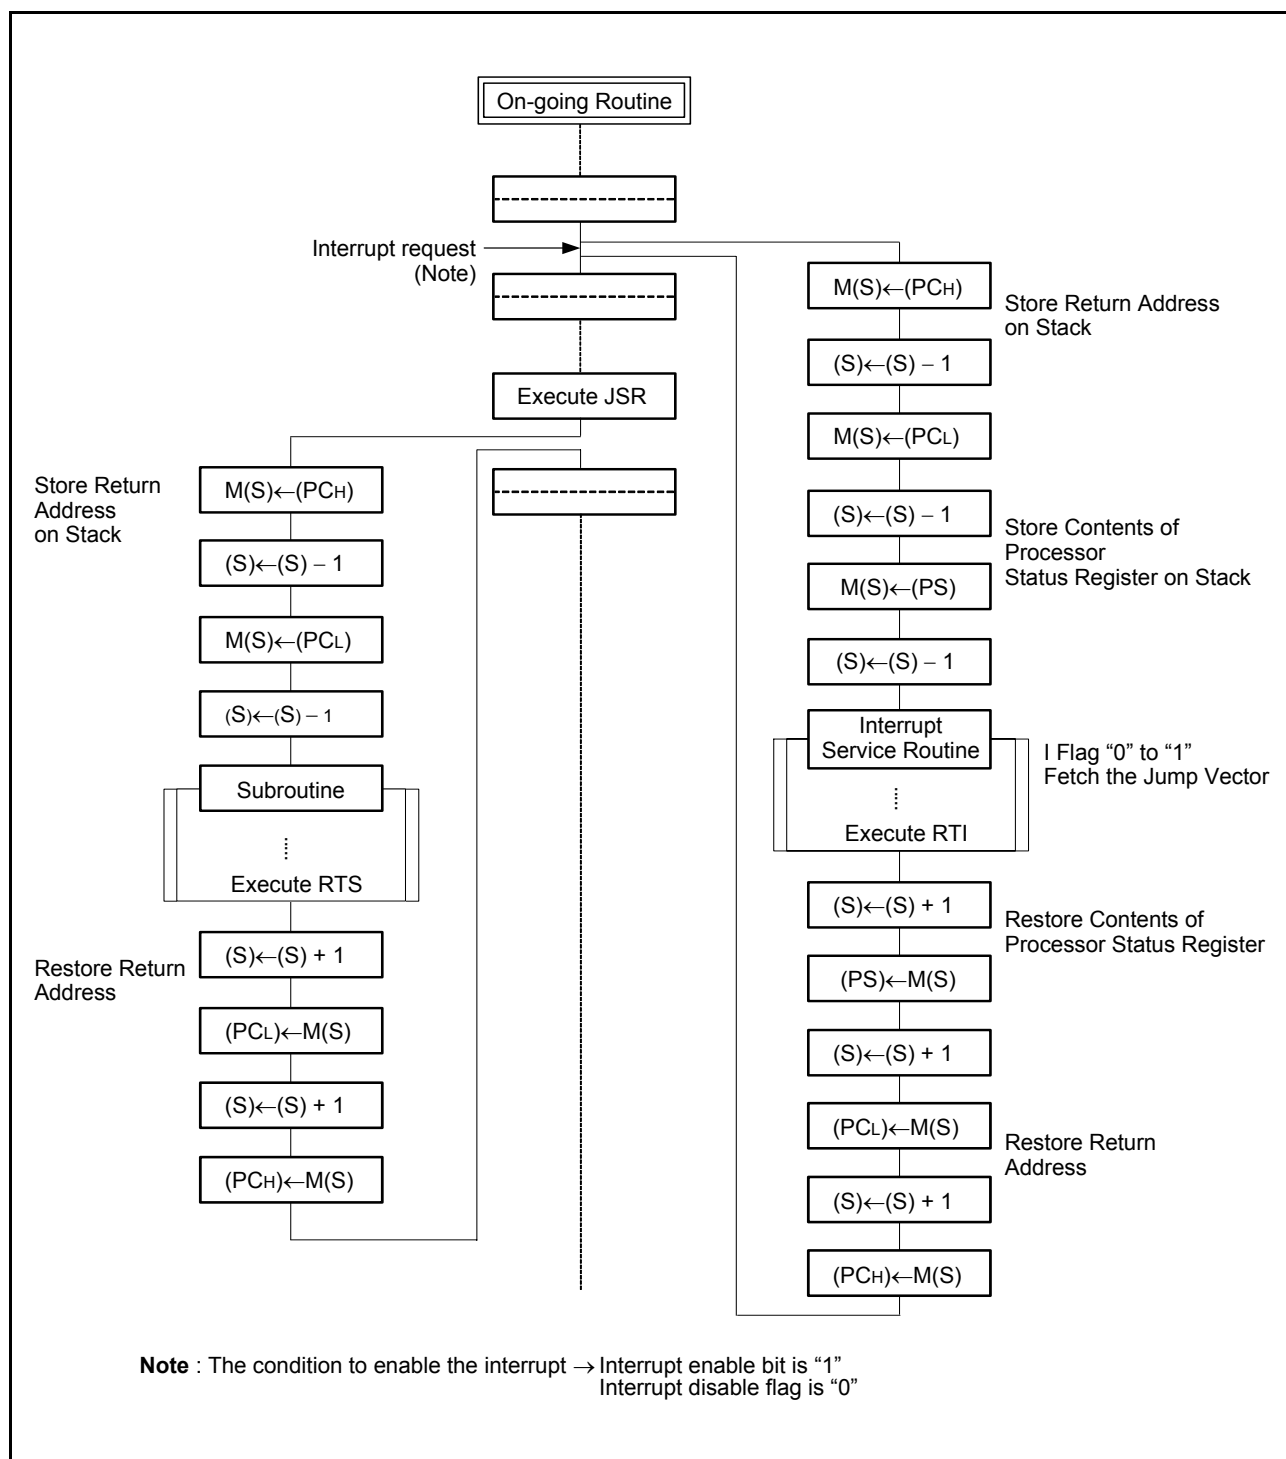 On-going Routine
Interrupt request
(Note)
M(S)←(PCH)
Store Return Address
on Stack
(S)←(S) – 1
Execute JSR
M(S)←(PCL)
Store Return
Address
on Stack
M(S)←(PCH)
(S)←(S) – 1
Store Contents of
Processor
Status Register on Stack
(S)←(S) – 1
M(S)←(PS)
M(S)←(PCL)
(S)←(S) – 1
(S)←(S) – 1
Interrupt
Service Routine
I Flag “0” to “1”
Fetch the Jump Vector
Subroutine
Execute RTI
Execute RTS
(S)←(S) + 1
Restore Contents of
Processor Status Register
Restore Return
Address
(S)←(S) + 1
(PS)←M(S)
(PCL)←M(S)
(S)←(S) + 1
(S)←(S) + 1
(PCL)←M(S)
Restore Return
Address
(PCH)←M(S)
(S)←(S) + 1
(PCH)←M(S)
Note : The condition to enable the interrupt → Interrupt enable bit is “1”
Interrupt disable flag is “0”